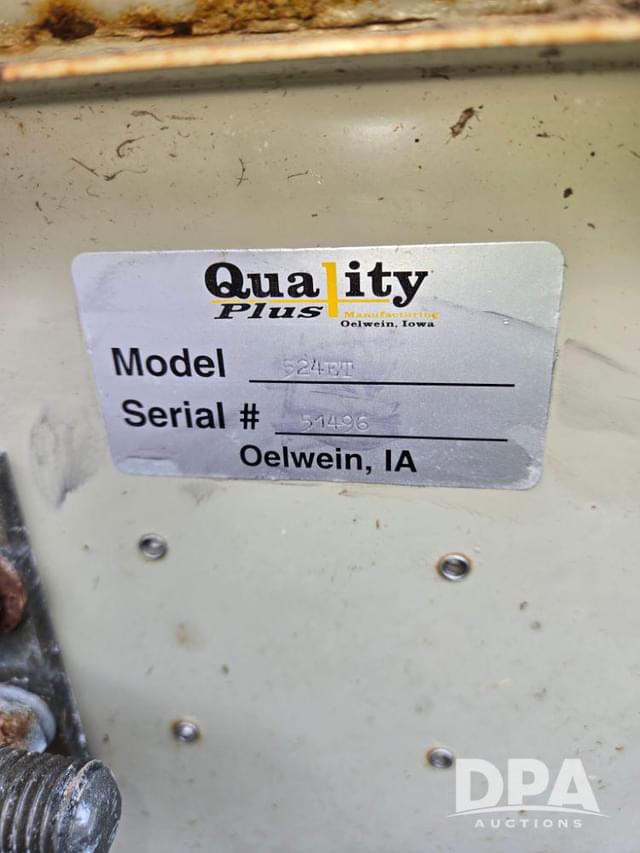 Quality
Plus Manufacturing
Oelwein, Iowa
Model 524ET
Serial # 51496
Oelwein, IA
DPA
AUCTIONS